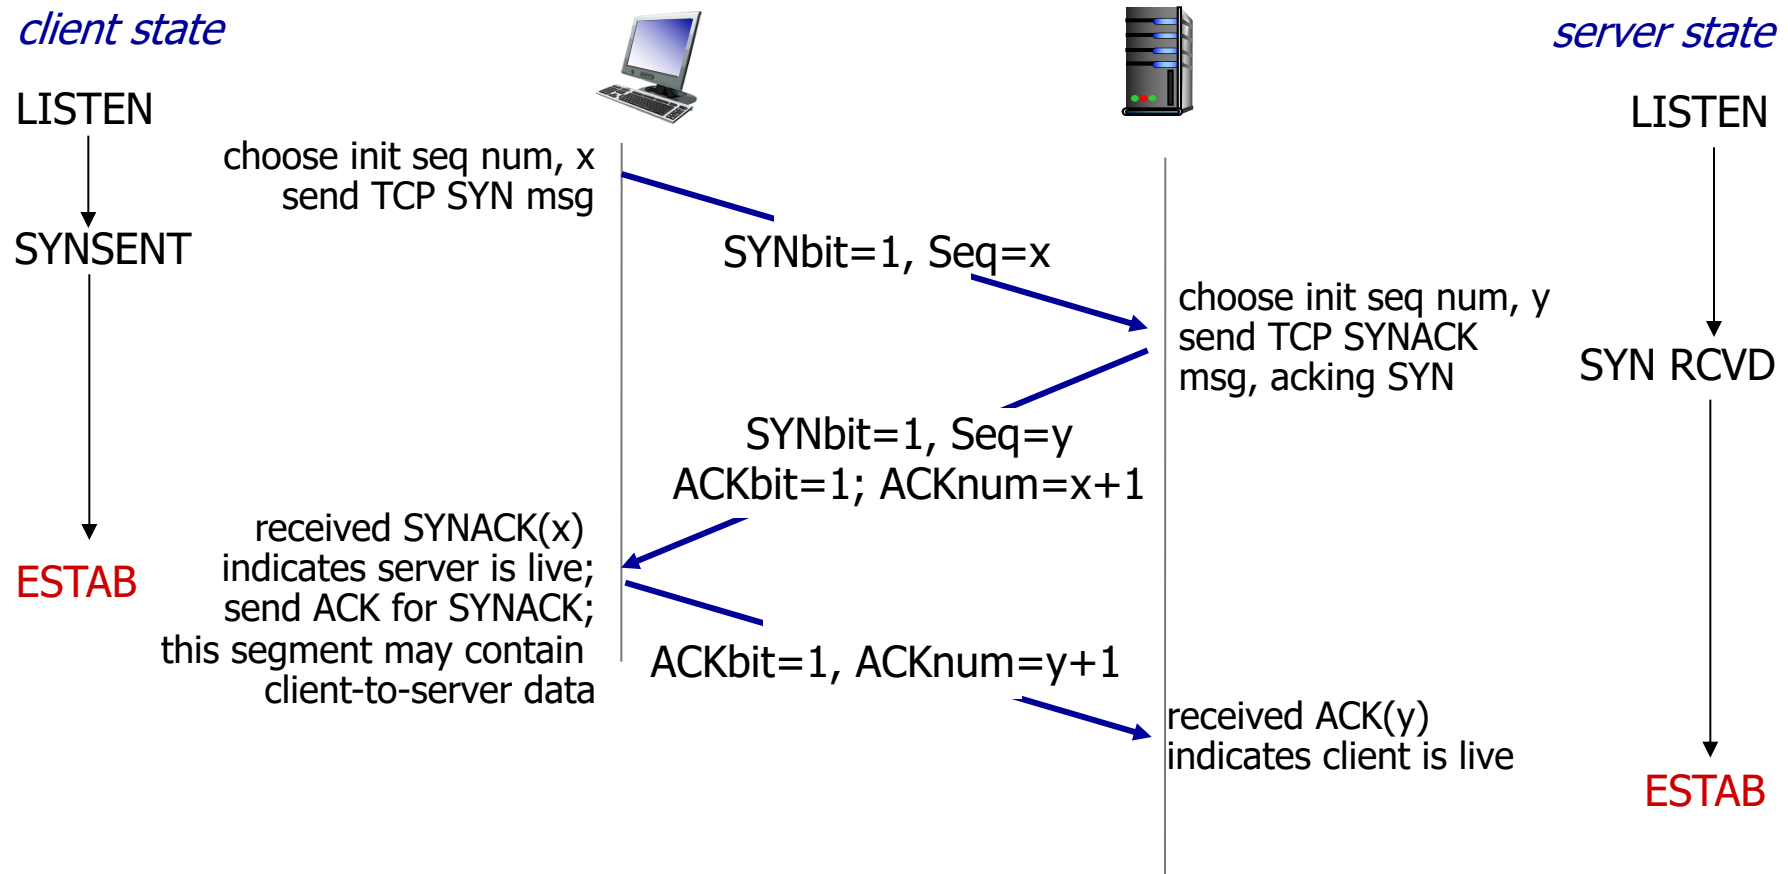 client state
server state
LISTEN
LISTEN
choose init seq num, x
send TCP SYN msg
SYNSENT
SYNbit=1, Seq=x
choose init seq num, y
send TCP SYNACK
msg, acking SYN
SYN RCVD
SYNbit=1, Seq=y
ACKbit=1; ACKnum=x+1
received SYNACK(x)
indicates server is live;
send ACK for SYNACK;
this segment may contain
client-to-server data
ESTAB
ACKbit=1, ACKnum=y+1
received ACK(y)
indicates client is live
ESTAB